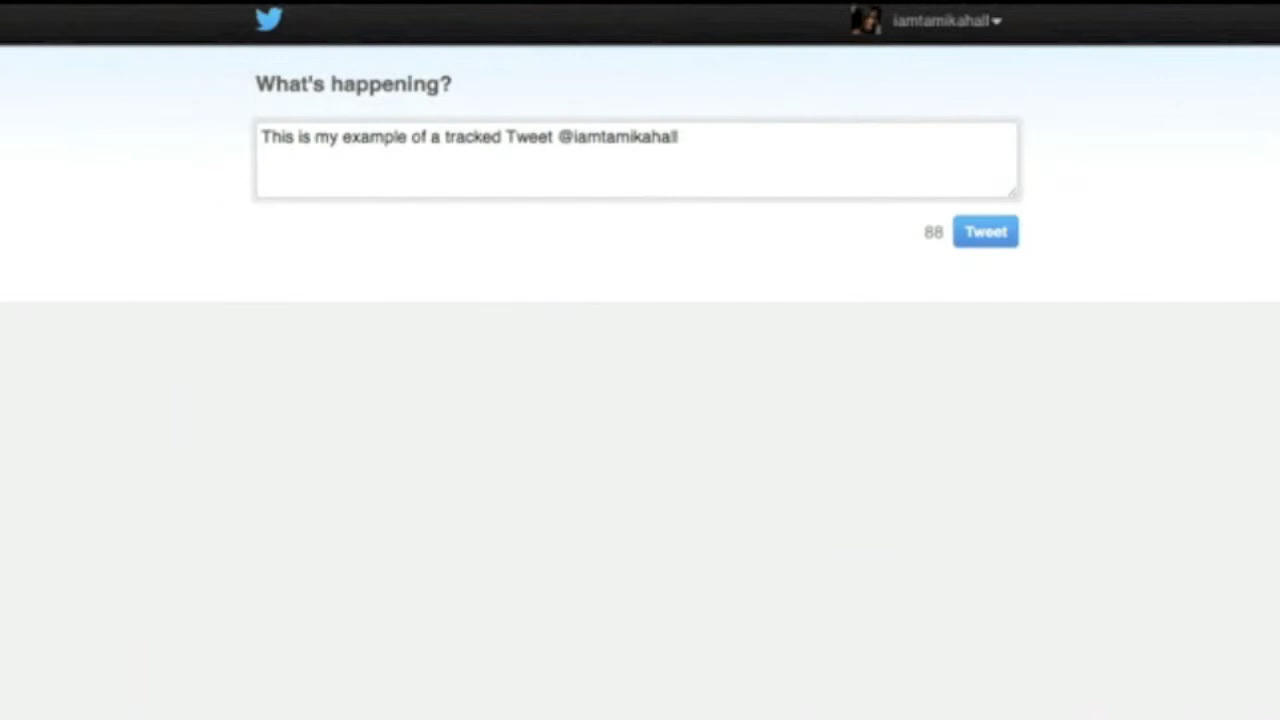 iamtamikahall
What's happening?
This is my example of a tracked Tweet @iamtamikahall
88 Tweet